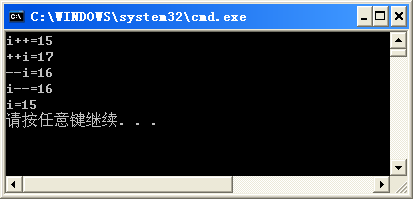 C:\WINDOWS\system32\cmd.exe
i++=15
++i=17
--i=16
i--=16
i=15
请按任意键继续. . .